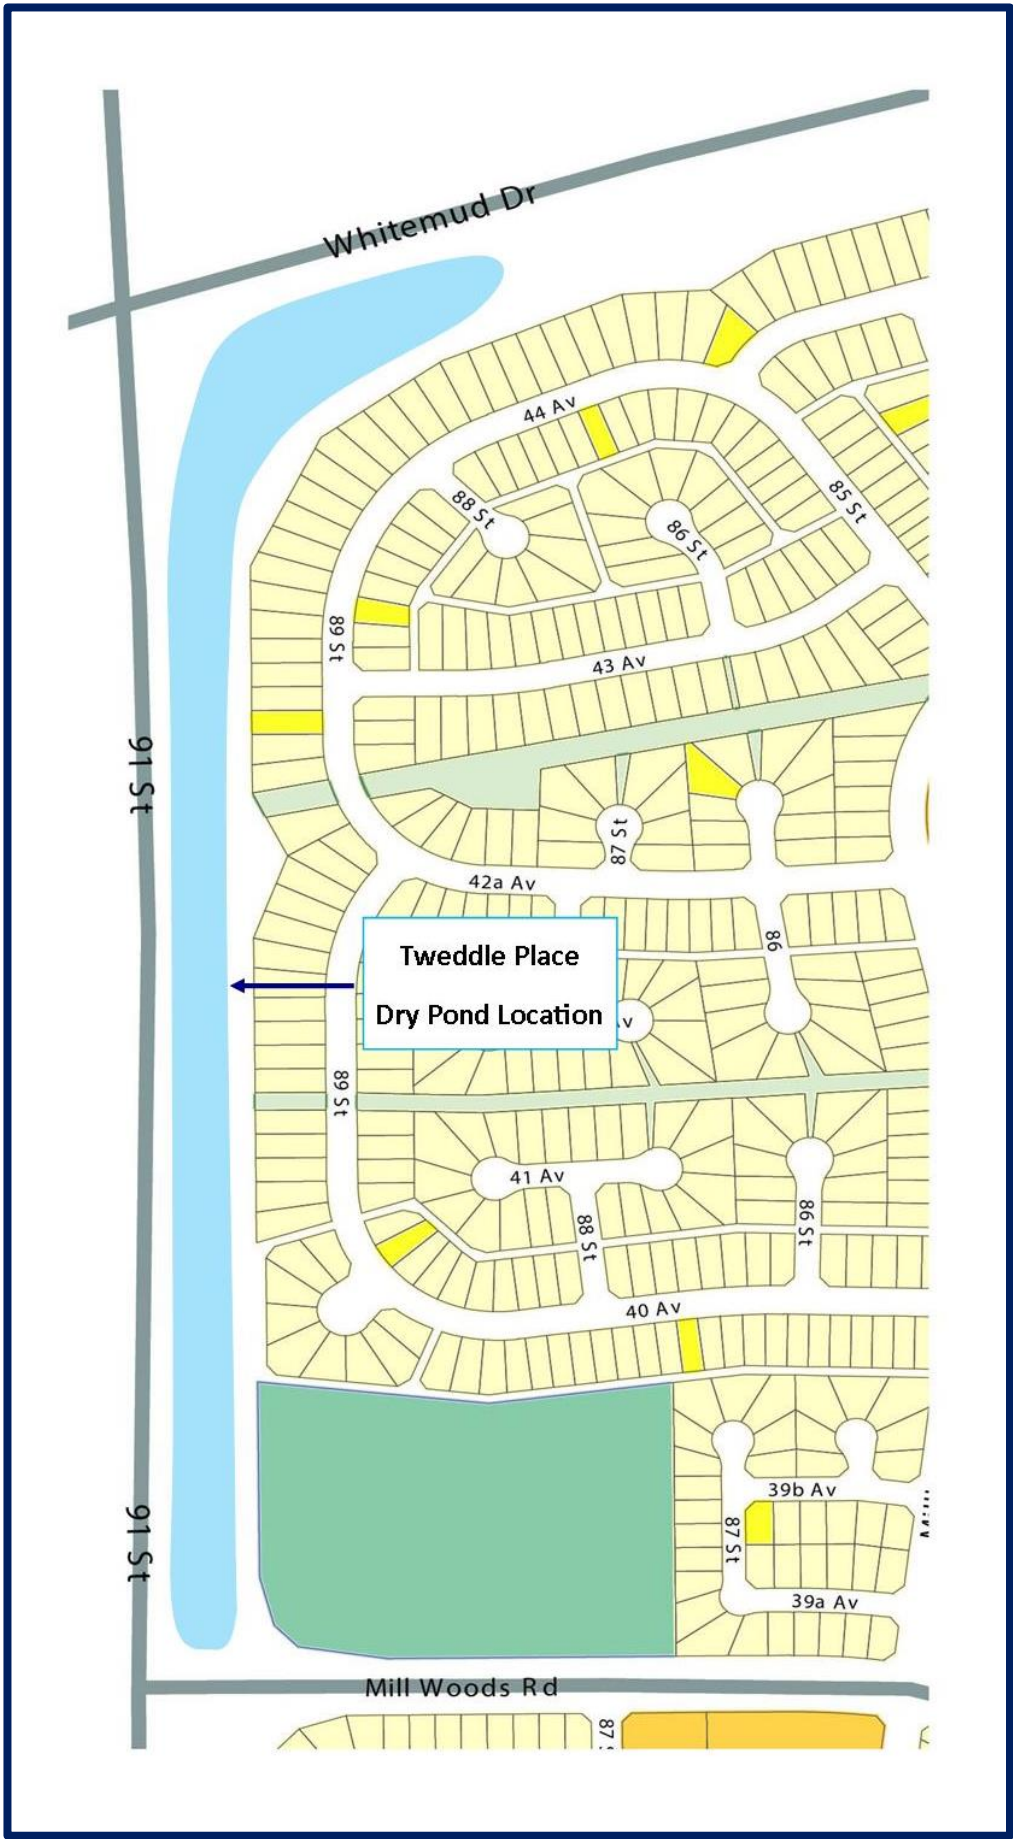 Whitemud Dr
44 Av
88 St
86 St
85 St
89 St
43 Av
91 St
87 St
42a Av
86
Tweddle Place
Dry Pond Location
Av
89 St
41 Av
88 St
86 St
40 Av
39b Av
87 St
91 St
39a Av
Mill Woods Rd
87 S